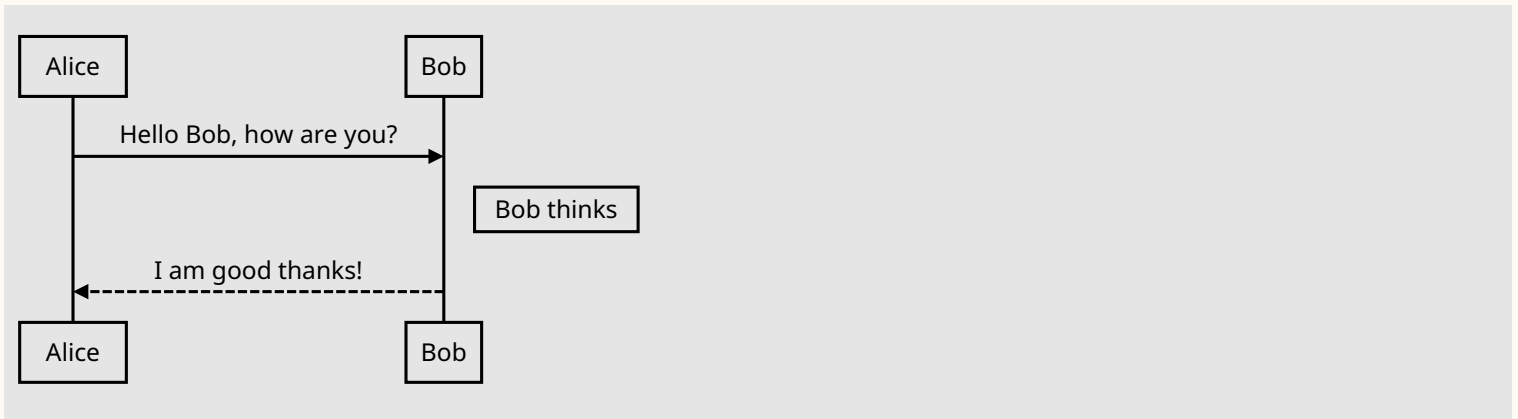 Alice
Bob
Hello Bob, how are you?
Bob thinks
I am good thanks!
Alice
Bob